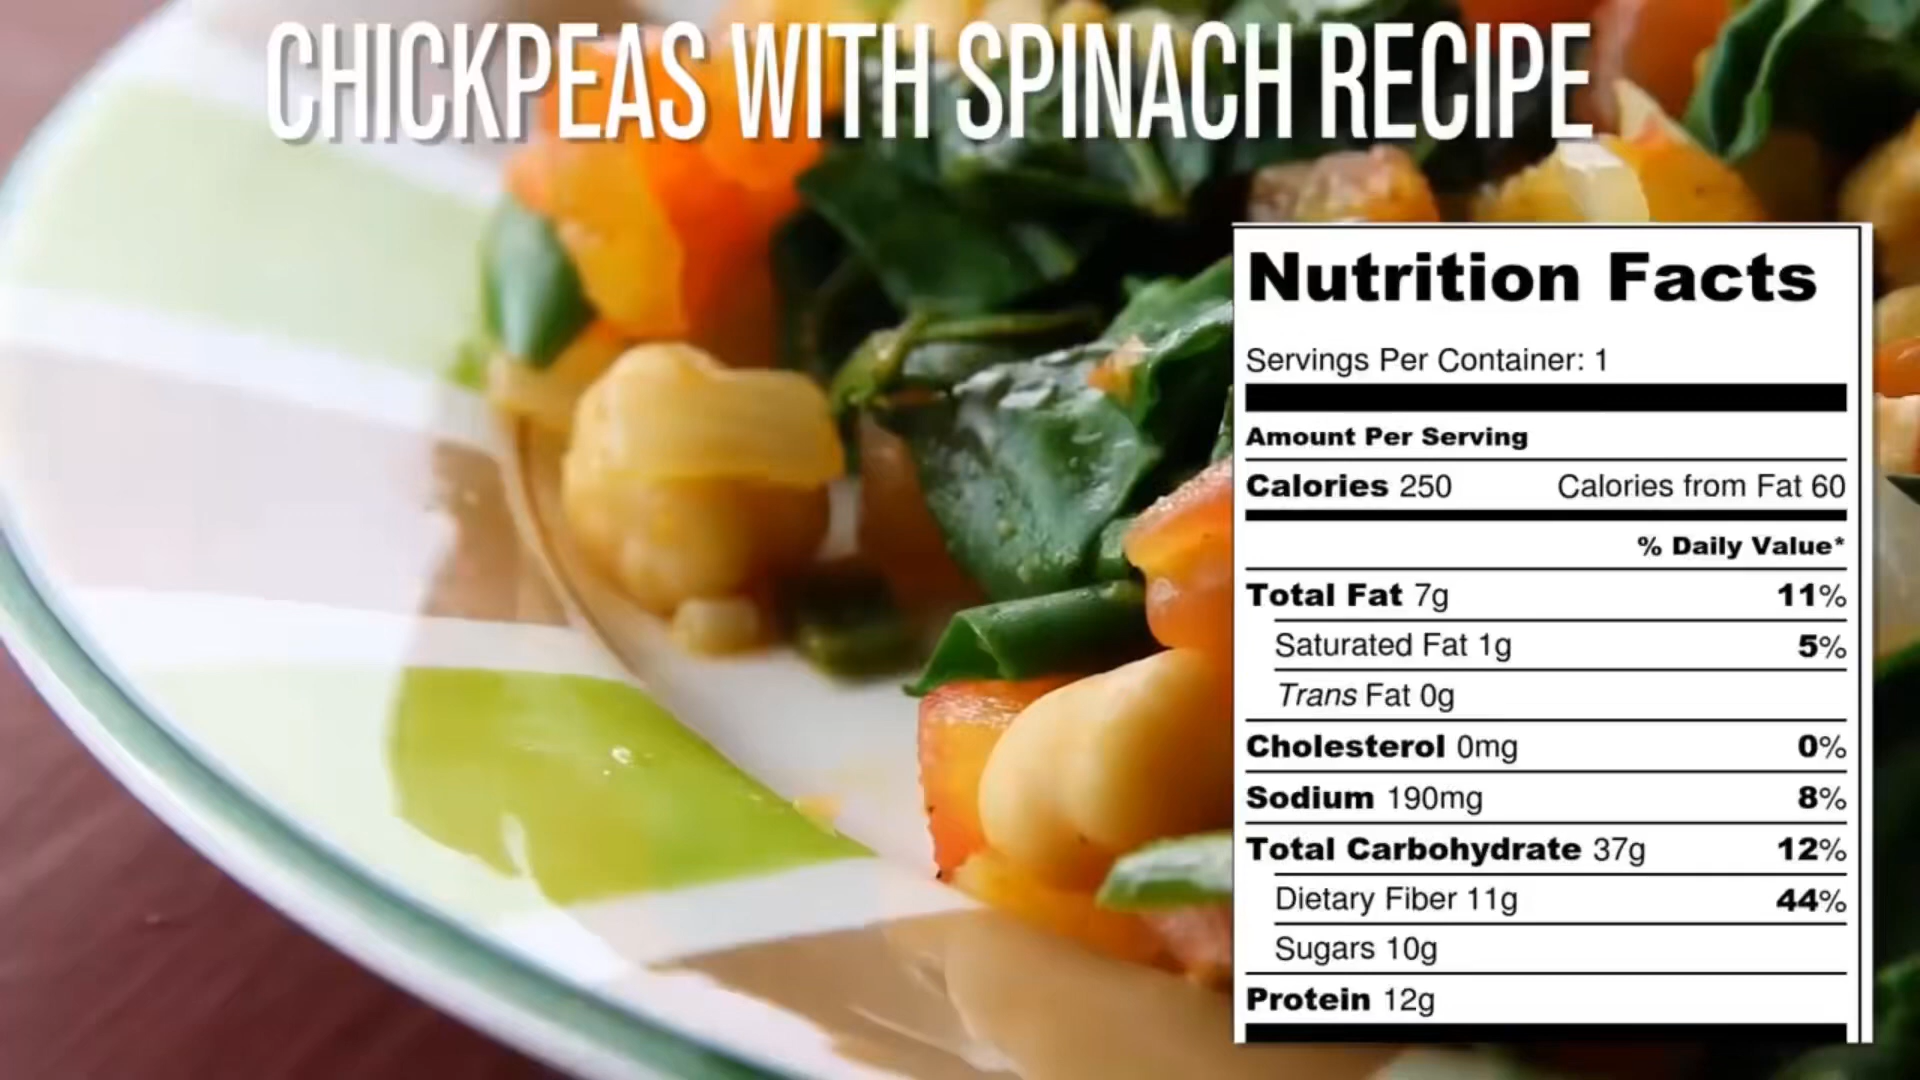 CHICKPEAS WITH SPINACH RECIPE
Nutrition Facts
Servings Per Container: 1
Amount Per Serving
Calories 250 Calories from Fat 60
% Daily Value*
Total Fat 7g 11%
Saturated Fat 1g 5%
Trans Fat 0g
Cholesterol 0mg 0%
Sodium 190mg 8%
Total Carbohydrate 37g 12%
Dietary Fiber 11g 44%
Sugars 10g
Protein 12g